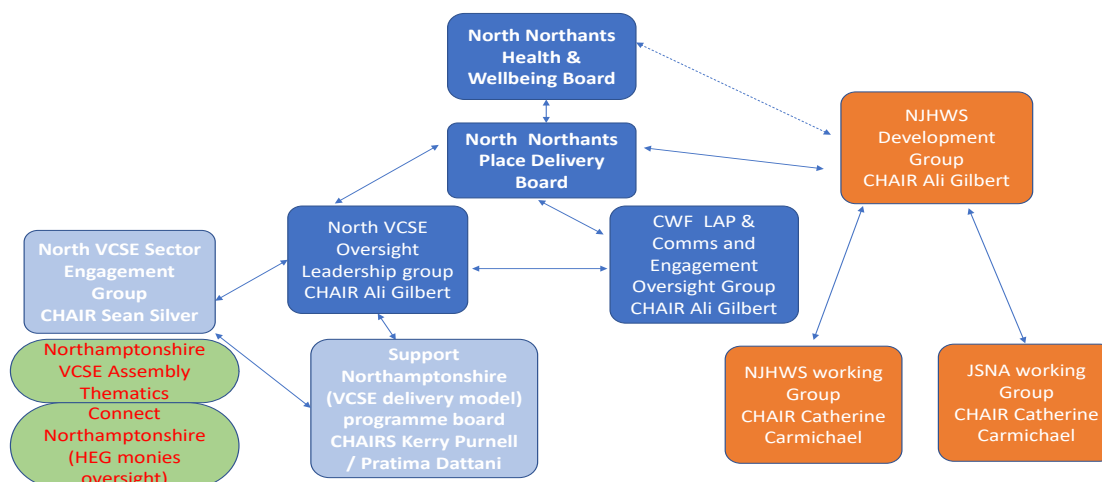 North Northants
Health &
Wellbeing Board
North Northants
Place Delivery
Board
NJHWS
Development
Group
CHAIR Ali Gilbert
North VCSE
Oversight
Leadership group
CHAIR Ali Gilbert
CWF LAP &
Comms and
Engagement
Oversight Group
CHAIR Ali Gilbert
North VCSE Sector
Engagement
Group
CHAIR Sean Silver
Northamptonshire
VCSE Assembly
Thematics
Connect
Northamptonshire
(HEG monies
oversight)
Support
Northamptonshire
(VCSE delivery model)
programme board
CHAIRS Kerry Purnell
/ Pratima Dattani
NJHWS working
Group
CHAIR Catherine
Carmichael
JSNA working
Group
CHAIR Catherine
Carmichael